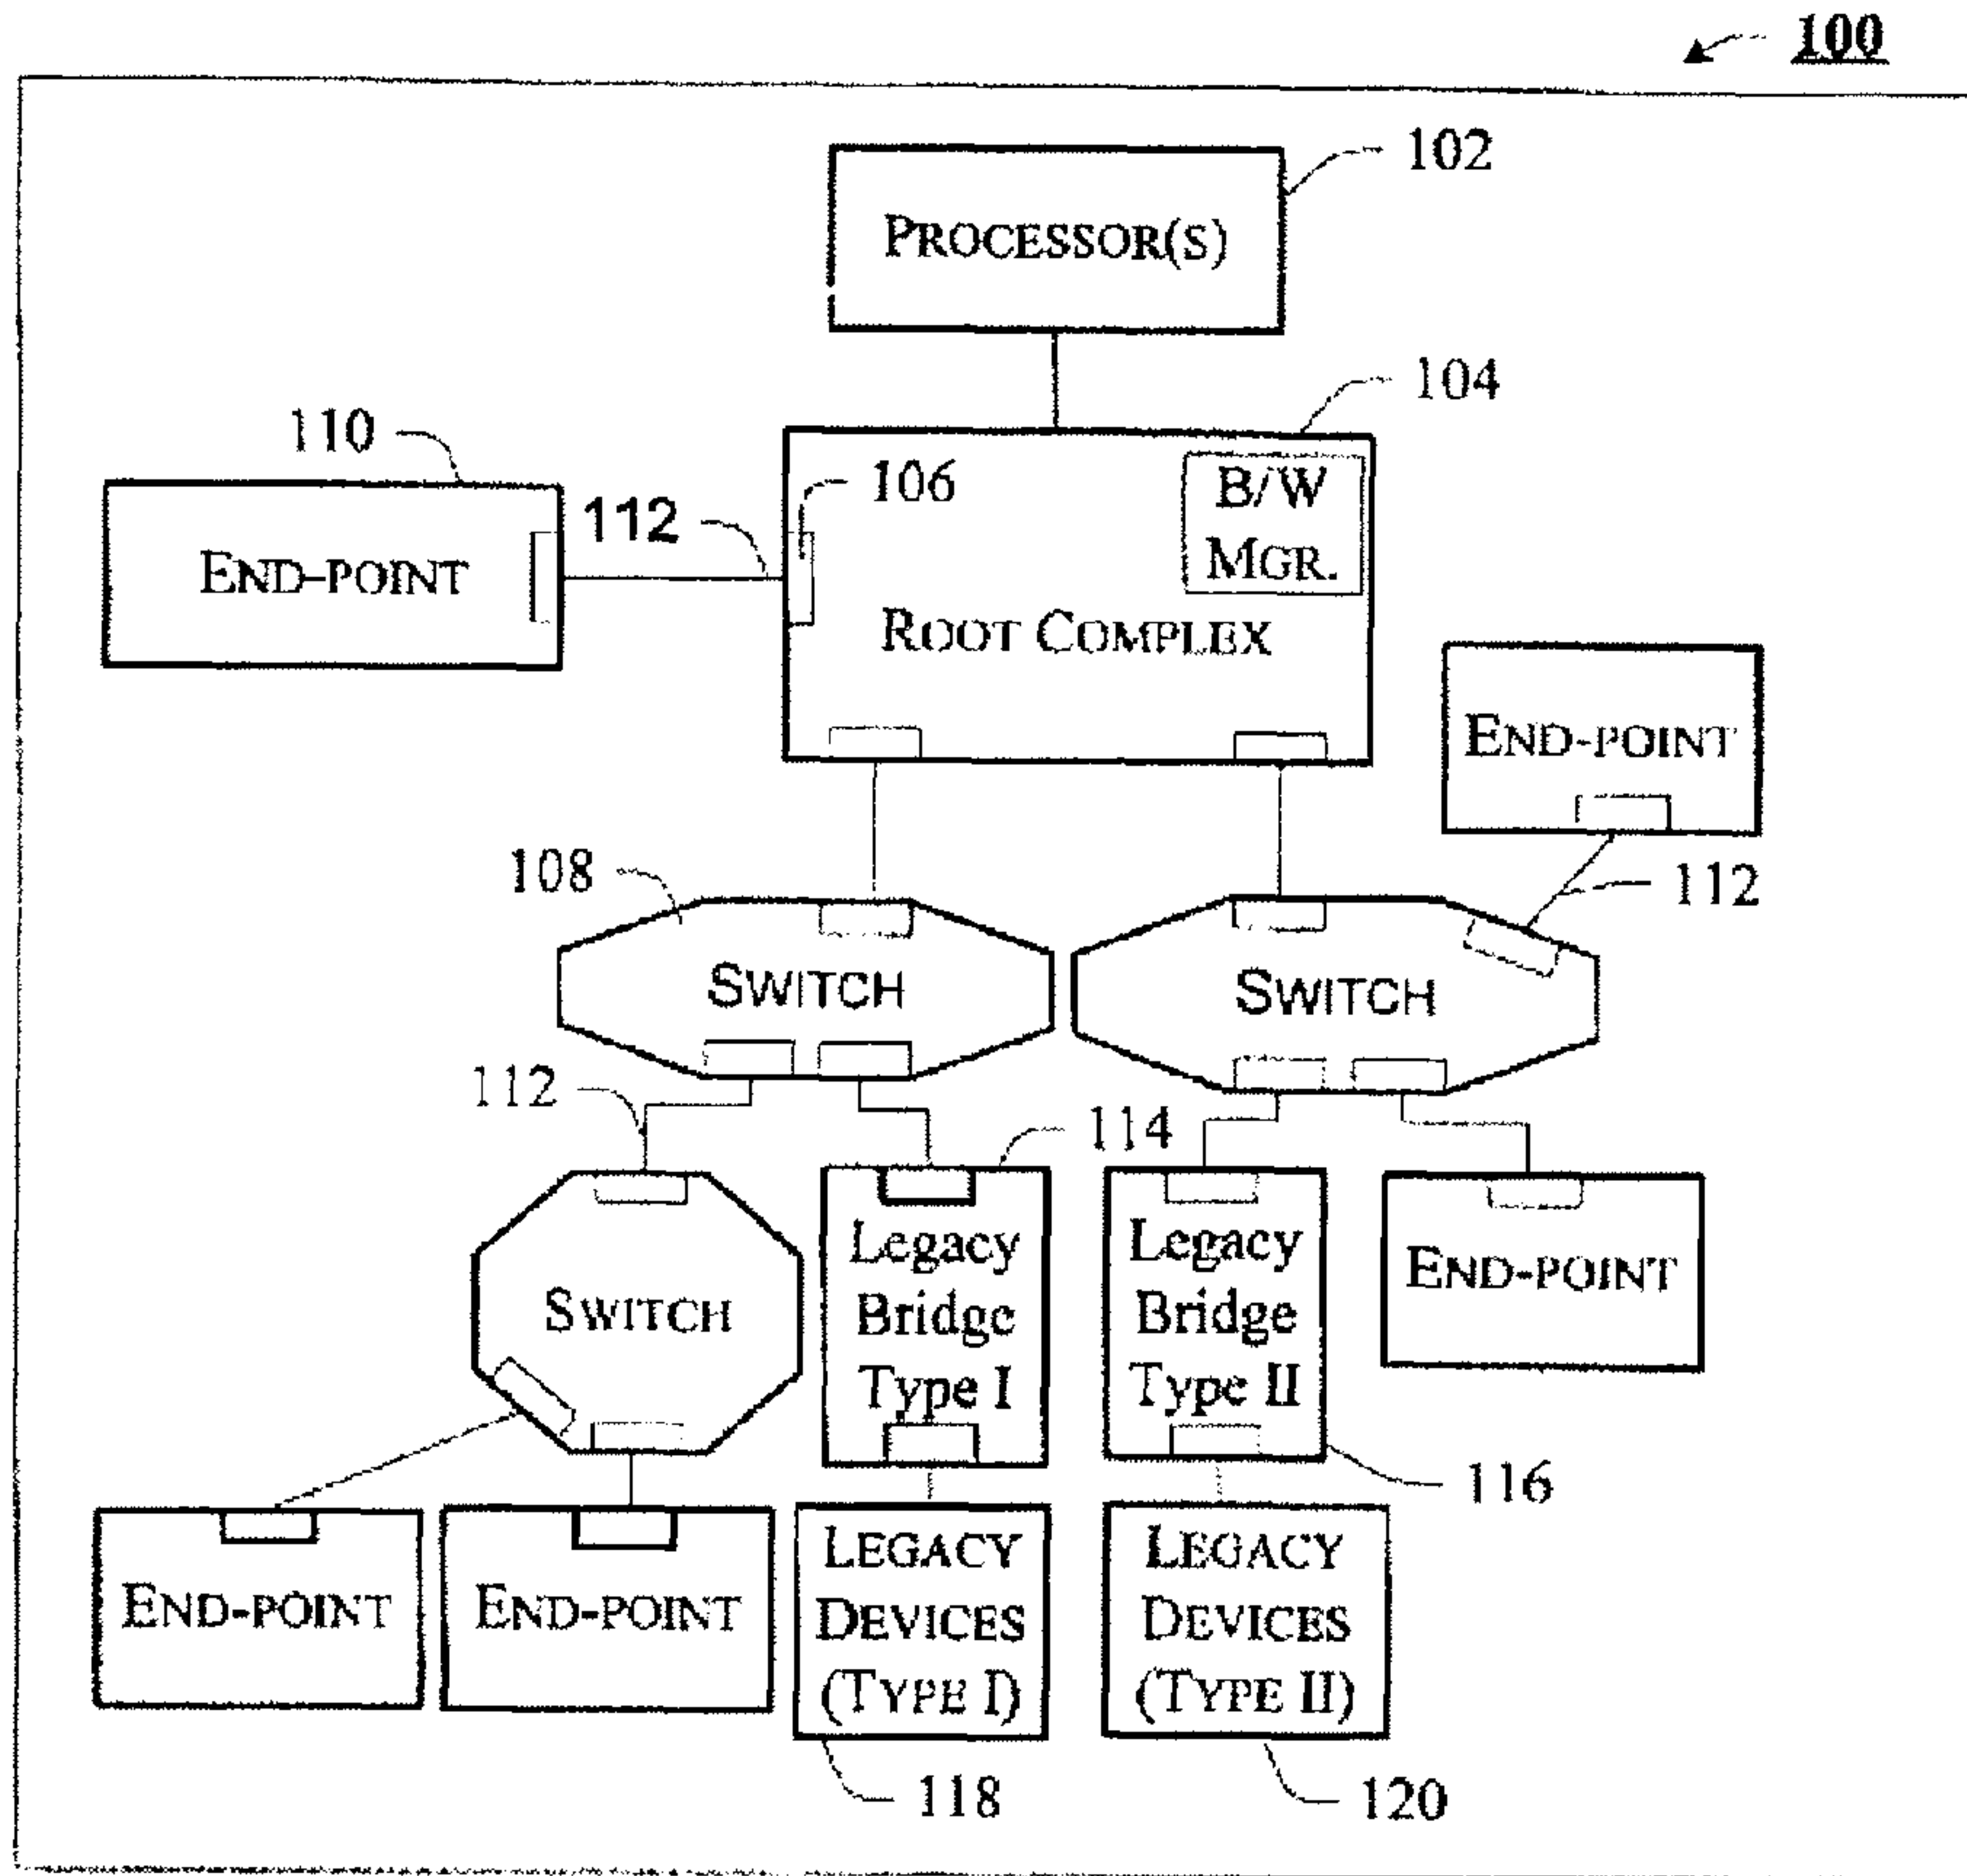 100
102
PROCESSOR(S)
104
110
106
112
B/W
MGR.
END-POINT
ROOT COMPLEX
END-POINT
108
112
SWITCH
SWITCH
112
114
Legacy
Bridge
Type I
Legacy
Bridge
Type II
END-POINT
SWITCH
116
END-POINT
END-POINT
LEGACY
DEVICES
(TYPE I)
LEGACY
DEVICES
(TYPE II)
118
120